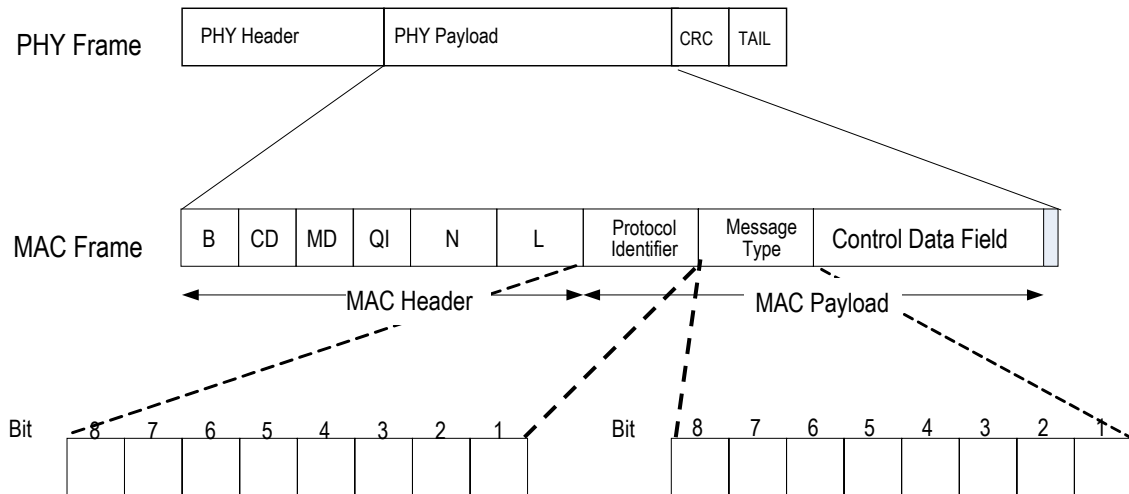 PHY Frame
PHY Header
PHY Payload
CRC
TAIL
MAC Frame
B
CD
MD
QI
N
L
Protocol
Identifier
Message
Type
Control Data Field
MAC Header
MAC Payload
Bit
8 7 6 5 4 3 2 1
Bit
8 7 6 5 4 3 2 1